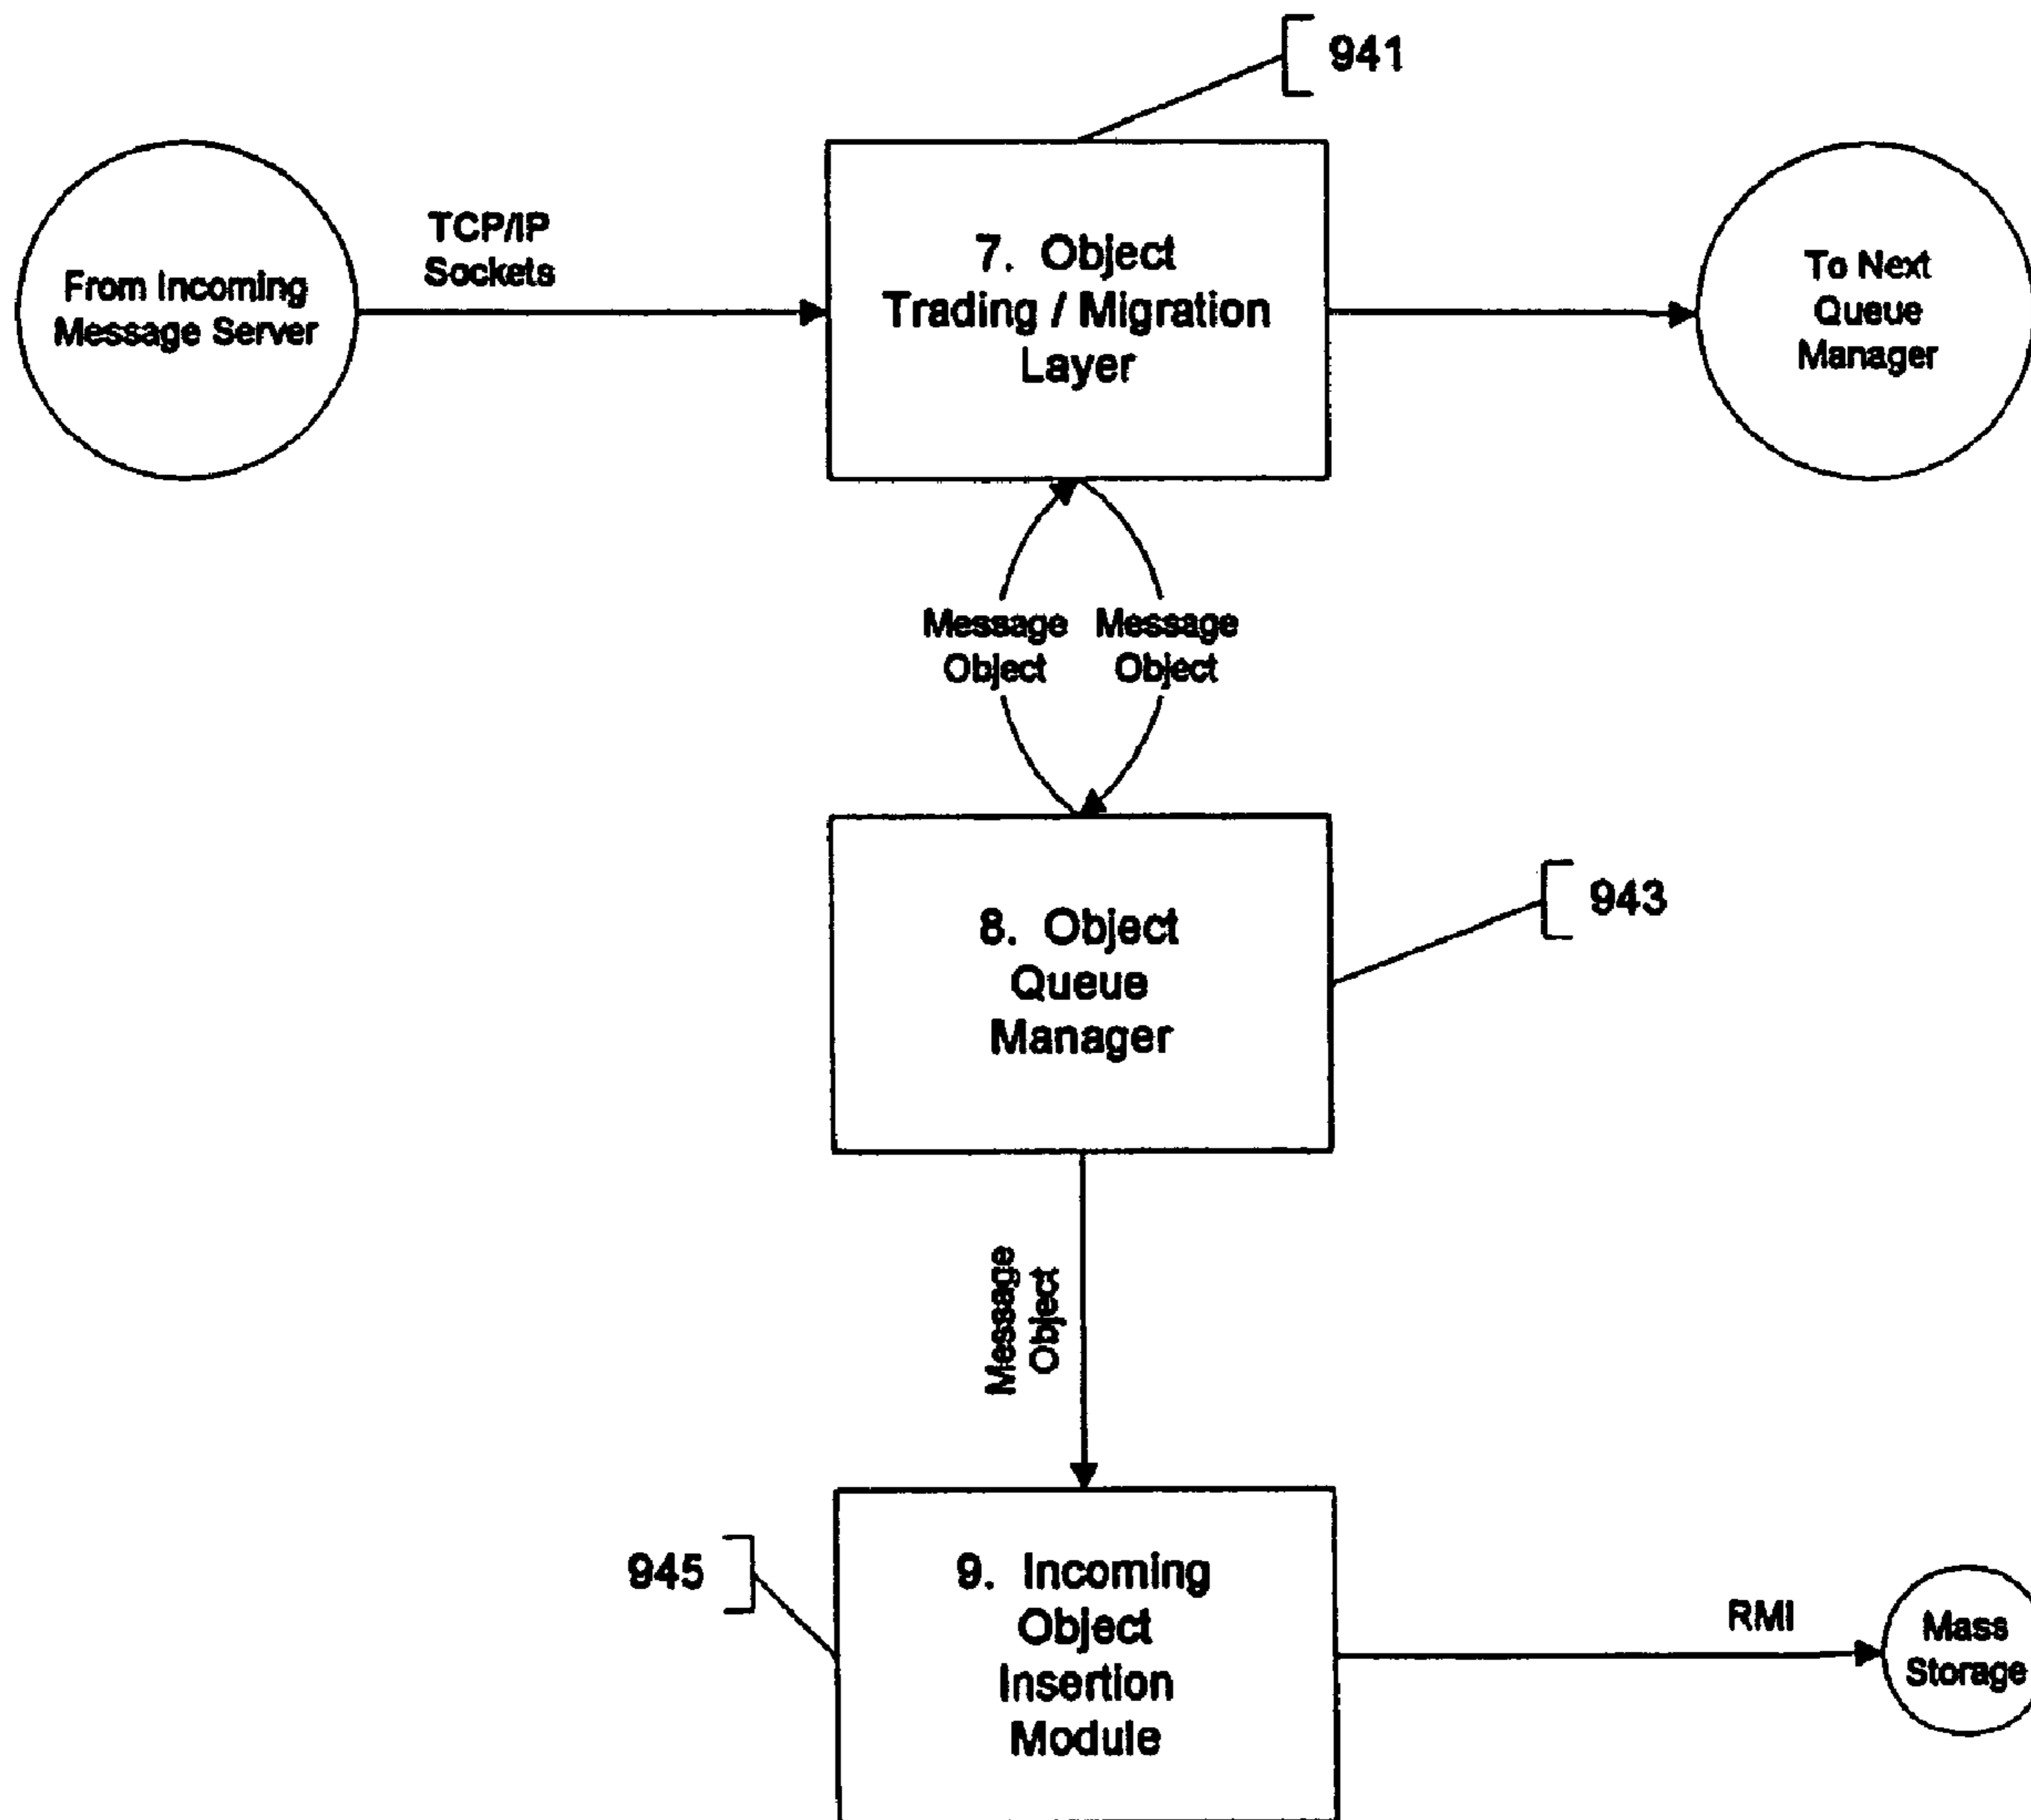 941
From Incoming
Message Server
TCP/IP
Sockets
7. Object
Trading / Migration
Layer
To Next
Queue
Manager
Message
Object
Message
Object
8. Object
Queue
Manager
943
Message
Object
945
9. Incoming
Object
Insertion
Module
RMI
Mass
Storage